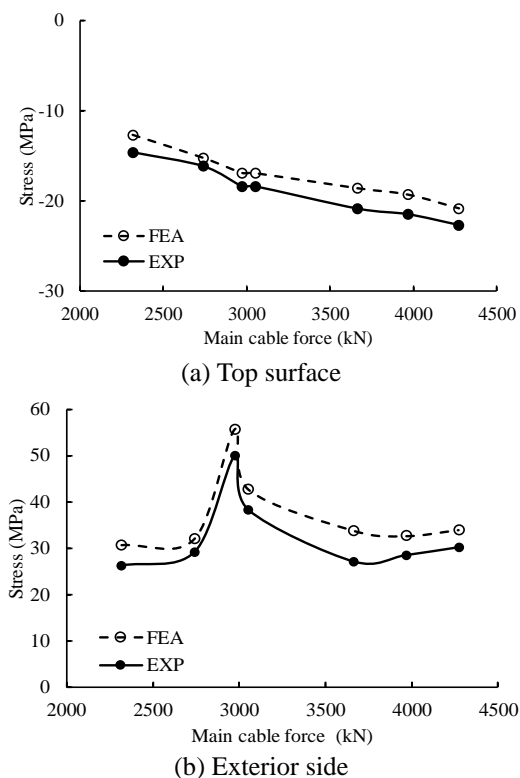 0
-10
-20
-30
Stress (MPa)
FEA
EXP
2000 2500 3000 3500 4000 4500
Main cable force (kN)
(a) Top surface
60
50
40
30
20
10
0
Stress (MPa)
FEA
EXP
2000 2500 3000 3500 4000 4500
Main cable force (kN)
(b) Exterior side